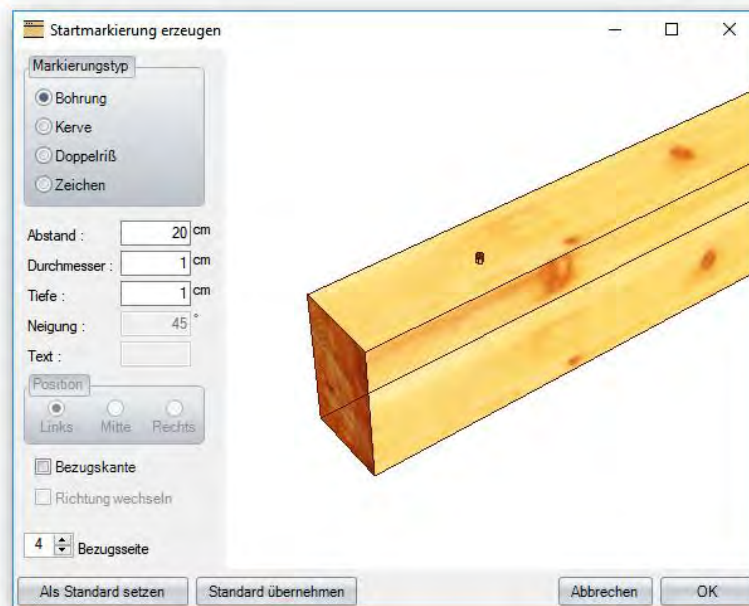 Startmarkierung erzeugen
Markierungstyp
Bohrung
Kerve
Doppelriß
Zeichen
Abstand : 20 cm
Durchmesser : 1 cm
Tiefe : 1 cm
Neigung : 45 °
Text :
Position
Links Mitte Rechts
Bezugskante
Richtung wechseln
4 Bezugsseite
Als Standard setzen Standard übernehmen Abbrechen OK